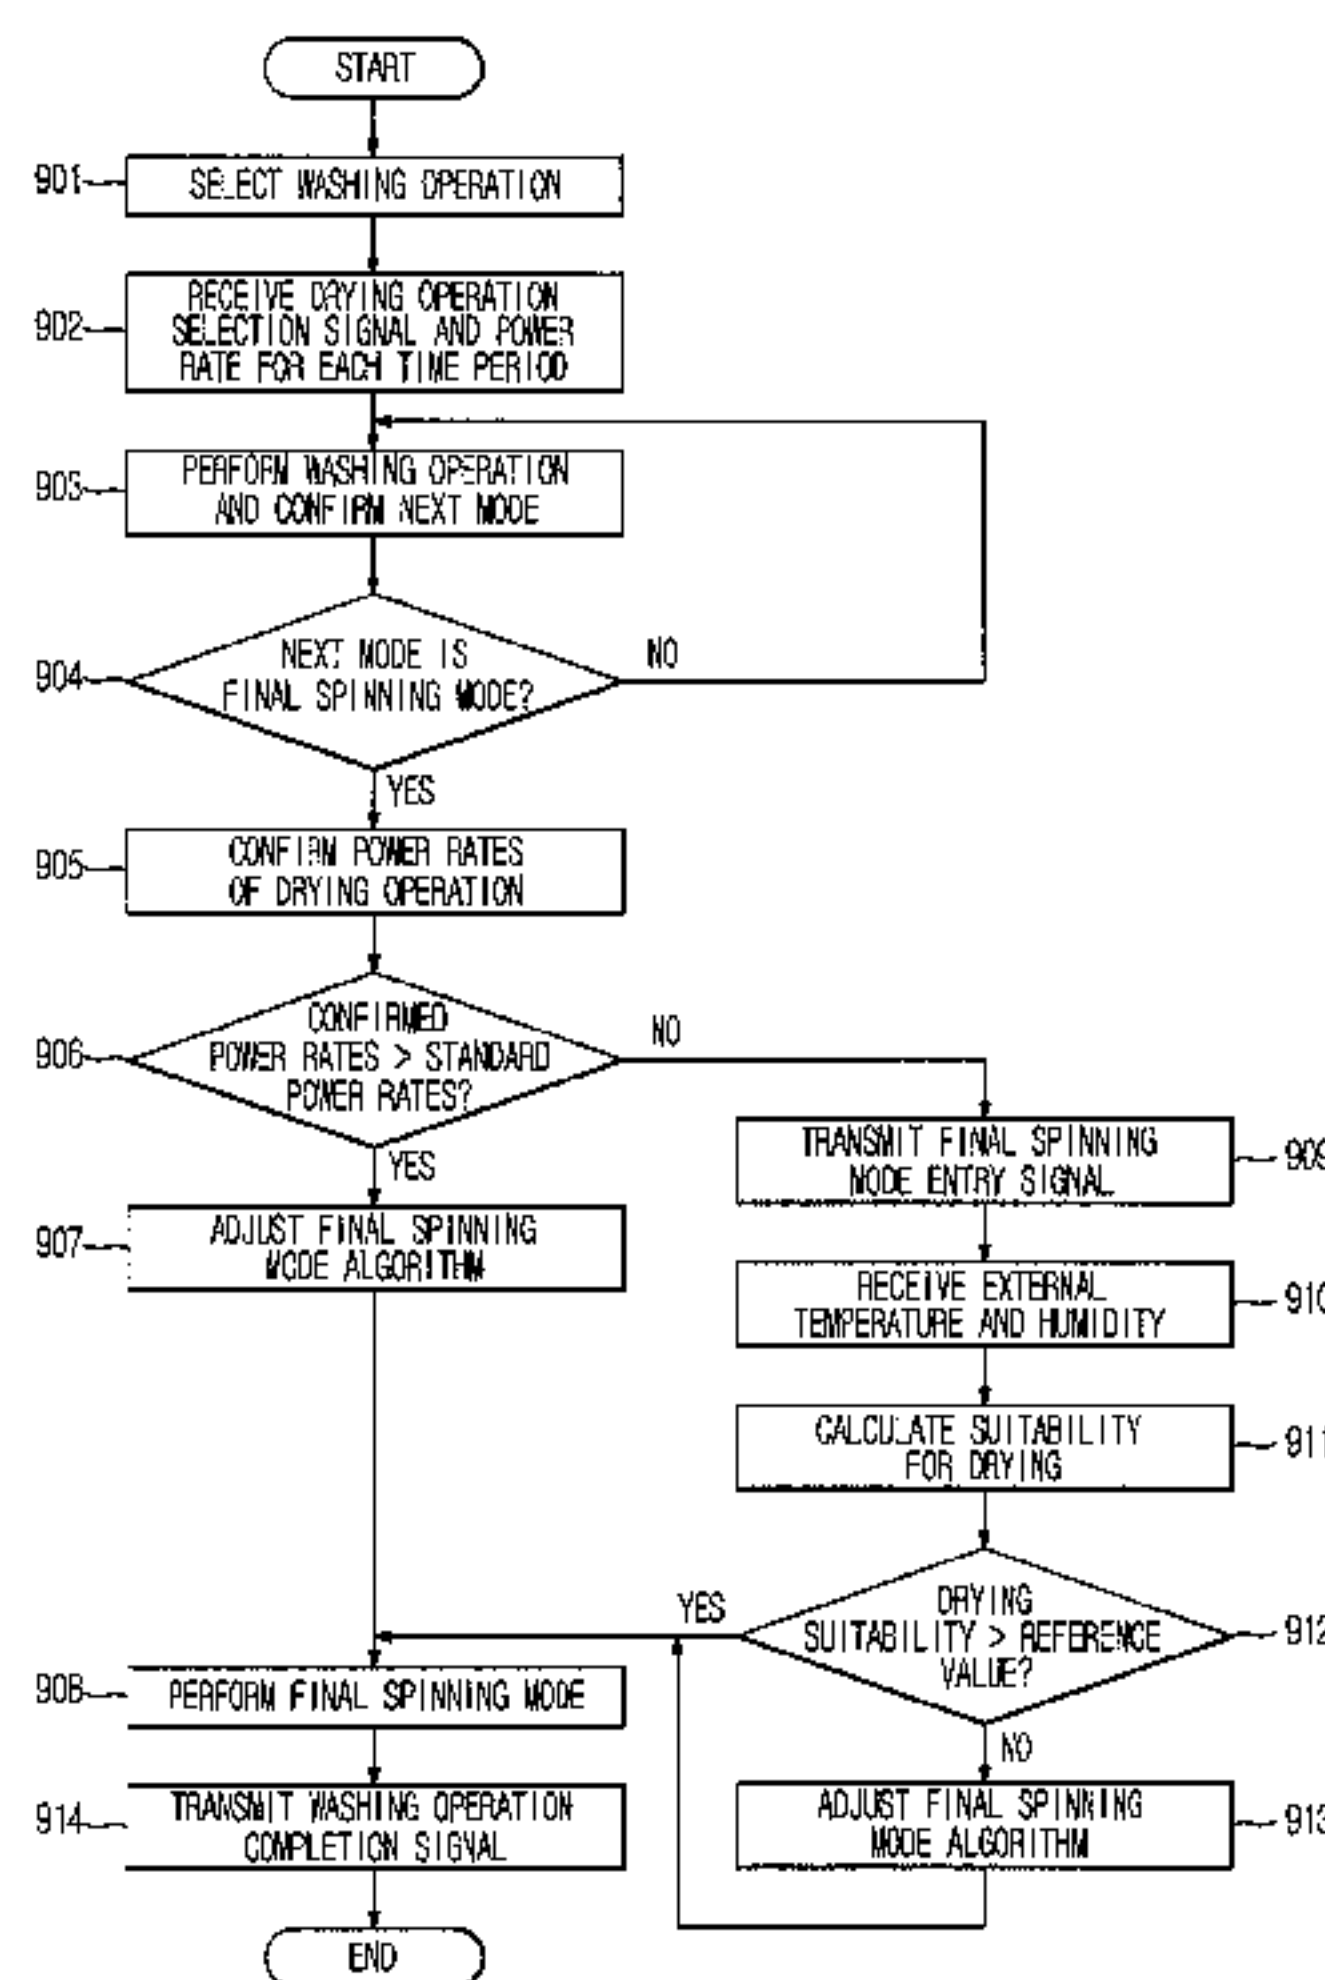 START
901
SELECT WASHING OPERATION
902
RECEIVE DRYING OPERATION
SELECTION SIGNAL AND POWER
RATE FOR EACH TIME PERIOD
903
PERFORM WASHING OPERATION
AND CONFIRM NEXT MODE
904
NEXT MODE IS
FINAL SPINNING MODE?
NO
YES
905
CONFIRM POWER RATES
OF DRYING OPERATION
906
CONFIRMED
POWER RATES > STANDARD
POWER RATES?
NO
YES
907
ADJUST FINAL SPINNING
MODE ALGORITHM
TRANSMIT FINAL SPINNING
MODE ENTRY SIGNAL
909
RECEIVE EXTERNAL
TEMPERATURE AND HUMIDITY
910
CALCULATE SUITABILITY
FOR DRYING
911
DRYING
SUITABILITY > REFERENCE
VALUE?
912
YES
NO
908
PERFORM FINAL SPINNING MODE
ADJUST FINAL SPINNING
MODE ALGORITHM
913
914
TRANSMIT WASHING OPERATION
COMPLETION SIGNAL
END